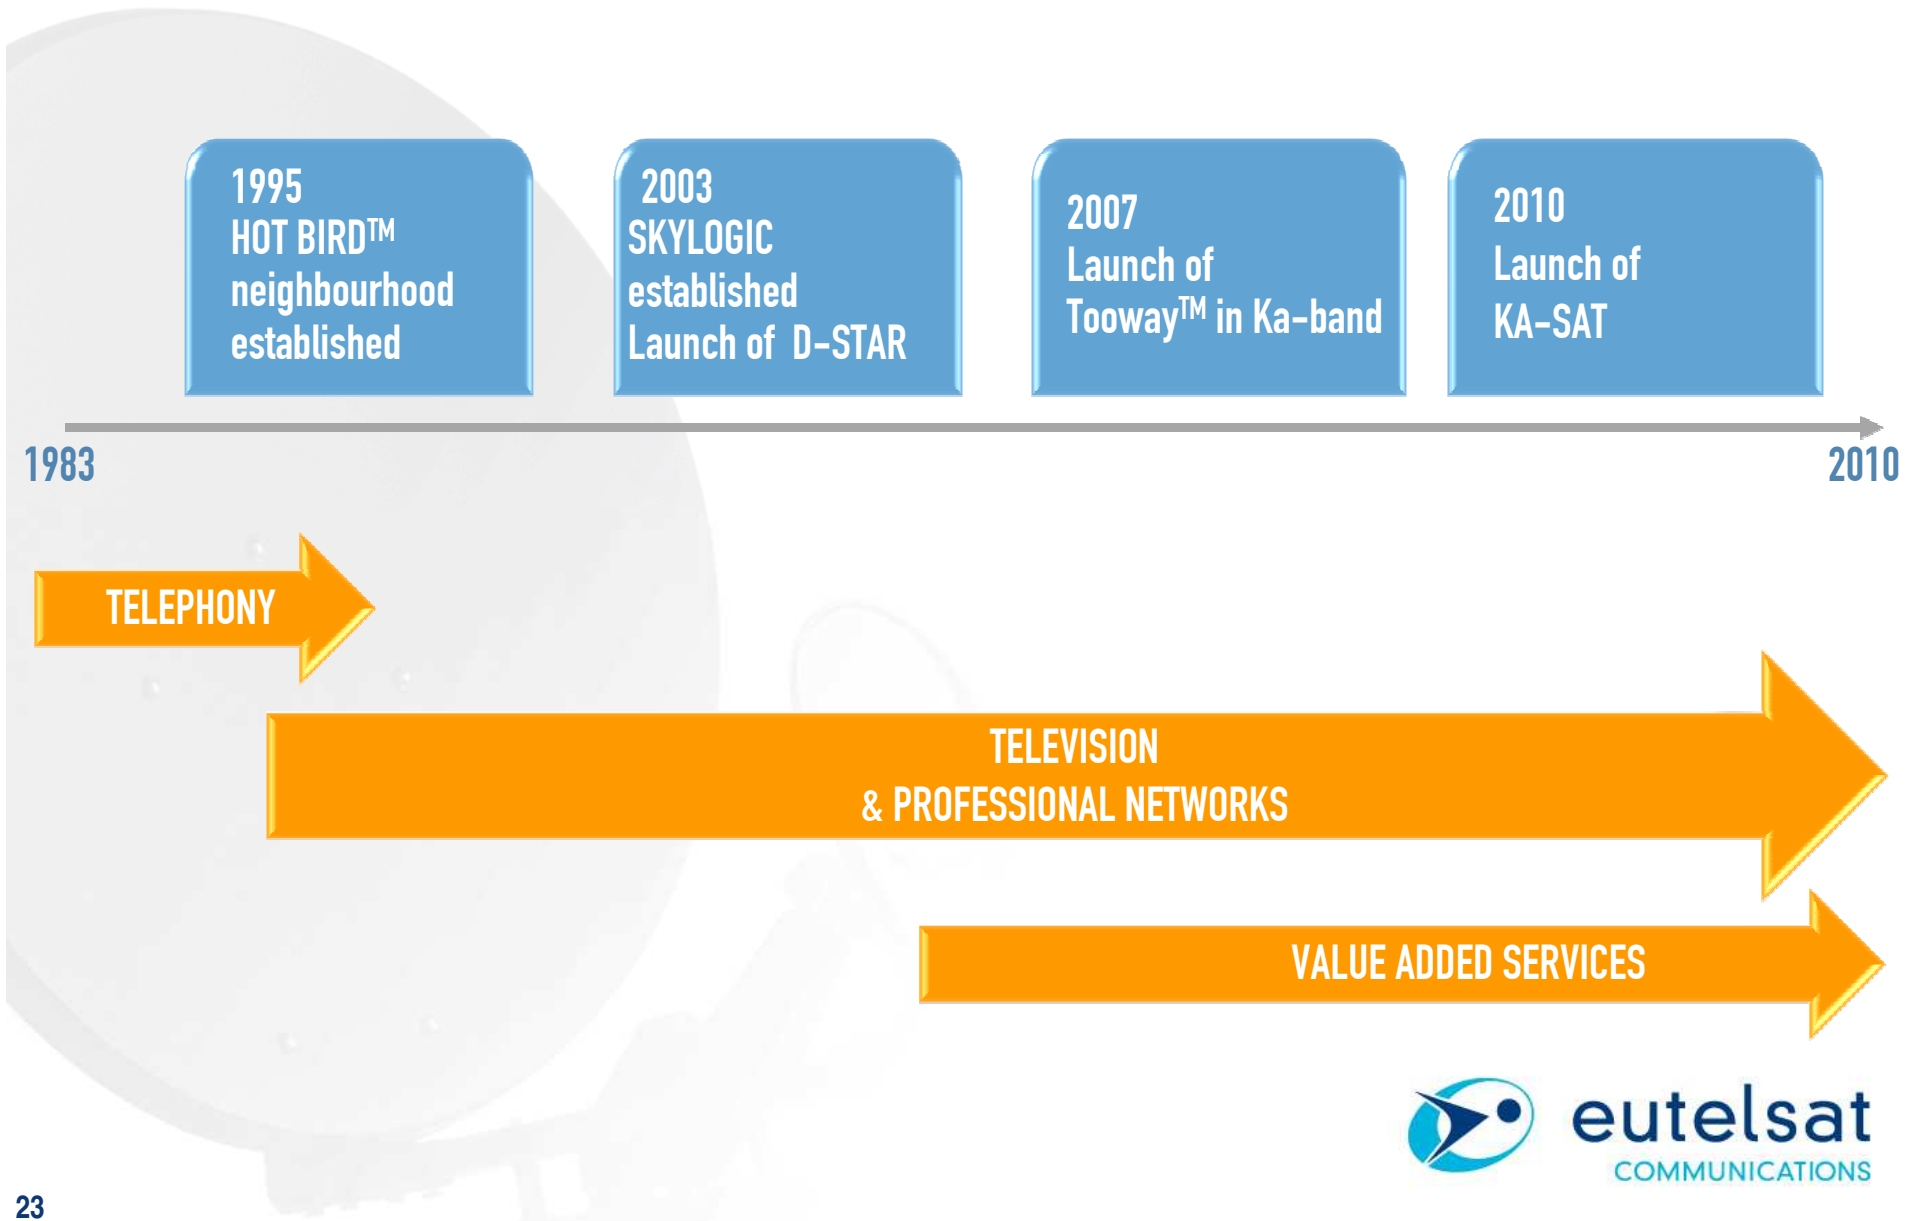 1995
HOT BIRD™
neighbourhood
established
2003
SKYLOGIC
established
Launch of D-STAR
2007
Launch of
Tooway™ in Ka-band
2010
Launch of
KA-SAT
1983
2010
TELEPHONY
TELEVISION
& PROFESSIONAL NETWORKS
VALUE ADDED SERVICES
eutelsat
COMMUNICATIONS
23